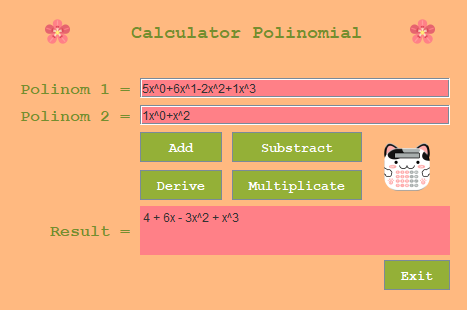 Calculator Polinomial
Polinom 1 = 5x^0+6x^1-2x^2+1x^3
Polinom 2 = 1x^0+x^2
Add Substract
Derive Multiplicate
Result = 4 + 6x - 3x^2 + x^3
Exit